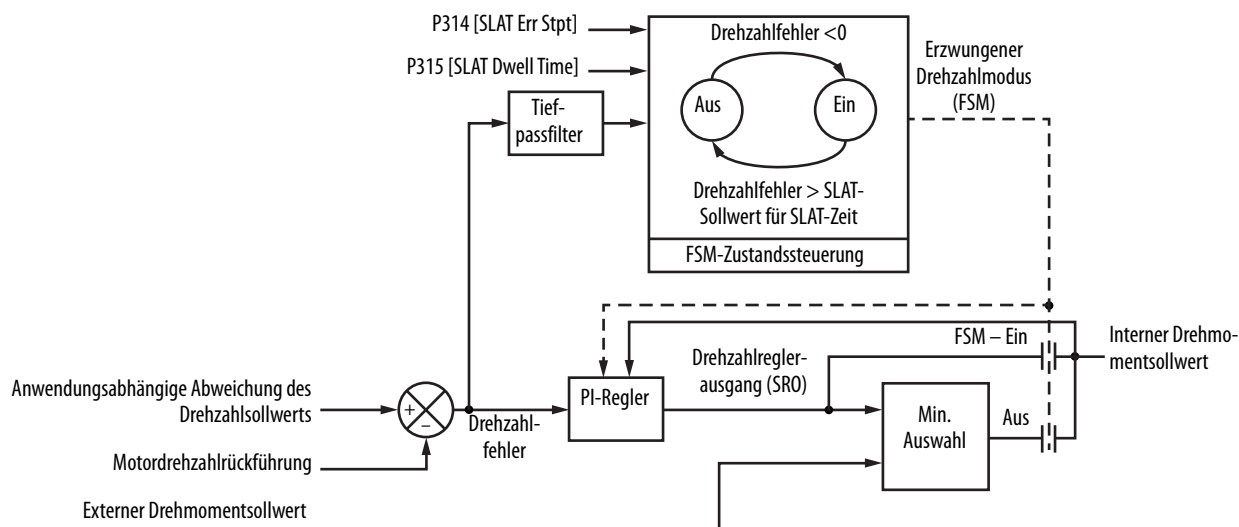 P314 [SLAT Err Stpt]
P315 [SLAT Dwell Time]
Tief-
passfilter
Drehzahlfehler <0
Aus
Ein
Drehzahlfehler > SLAT-
Sollwert für SLAT-Zeit
FSM-Zustandssteuerung
Erzwungener
Drehzahlmodus
(FSM)
Anwendungsabhängige Abweichung des
Drehzahlsollwerts
+
–
Motordrehzahlrückführung
Externer Drehmomentsollwert
Drehzahl-
fehler
PI-Regler
Drehzahlregler-
ausgang (SRO)
FSM – Ein
Min.
Auswahl
Aus
Interner Drehmo-
mentsollwert